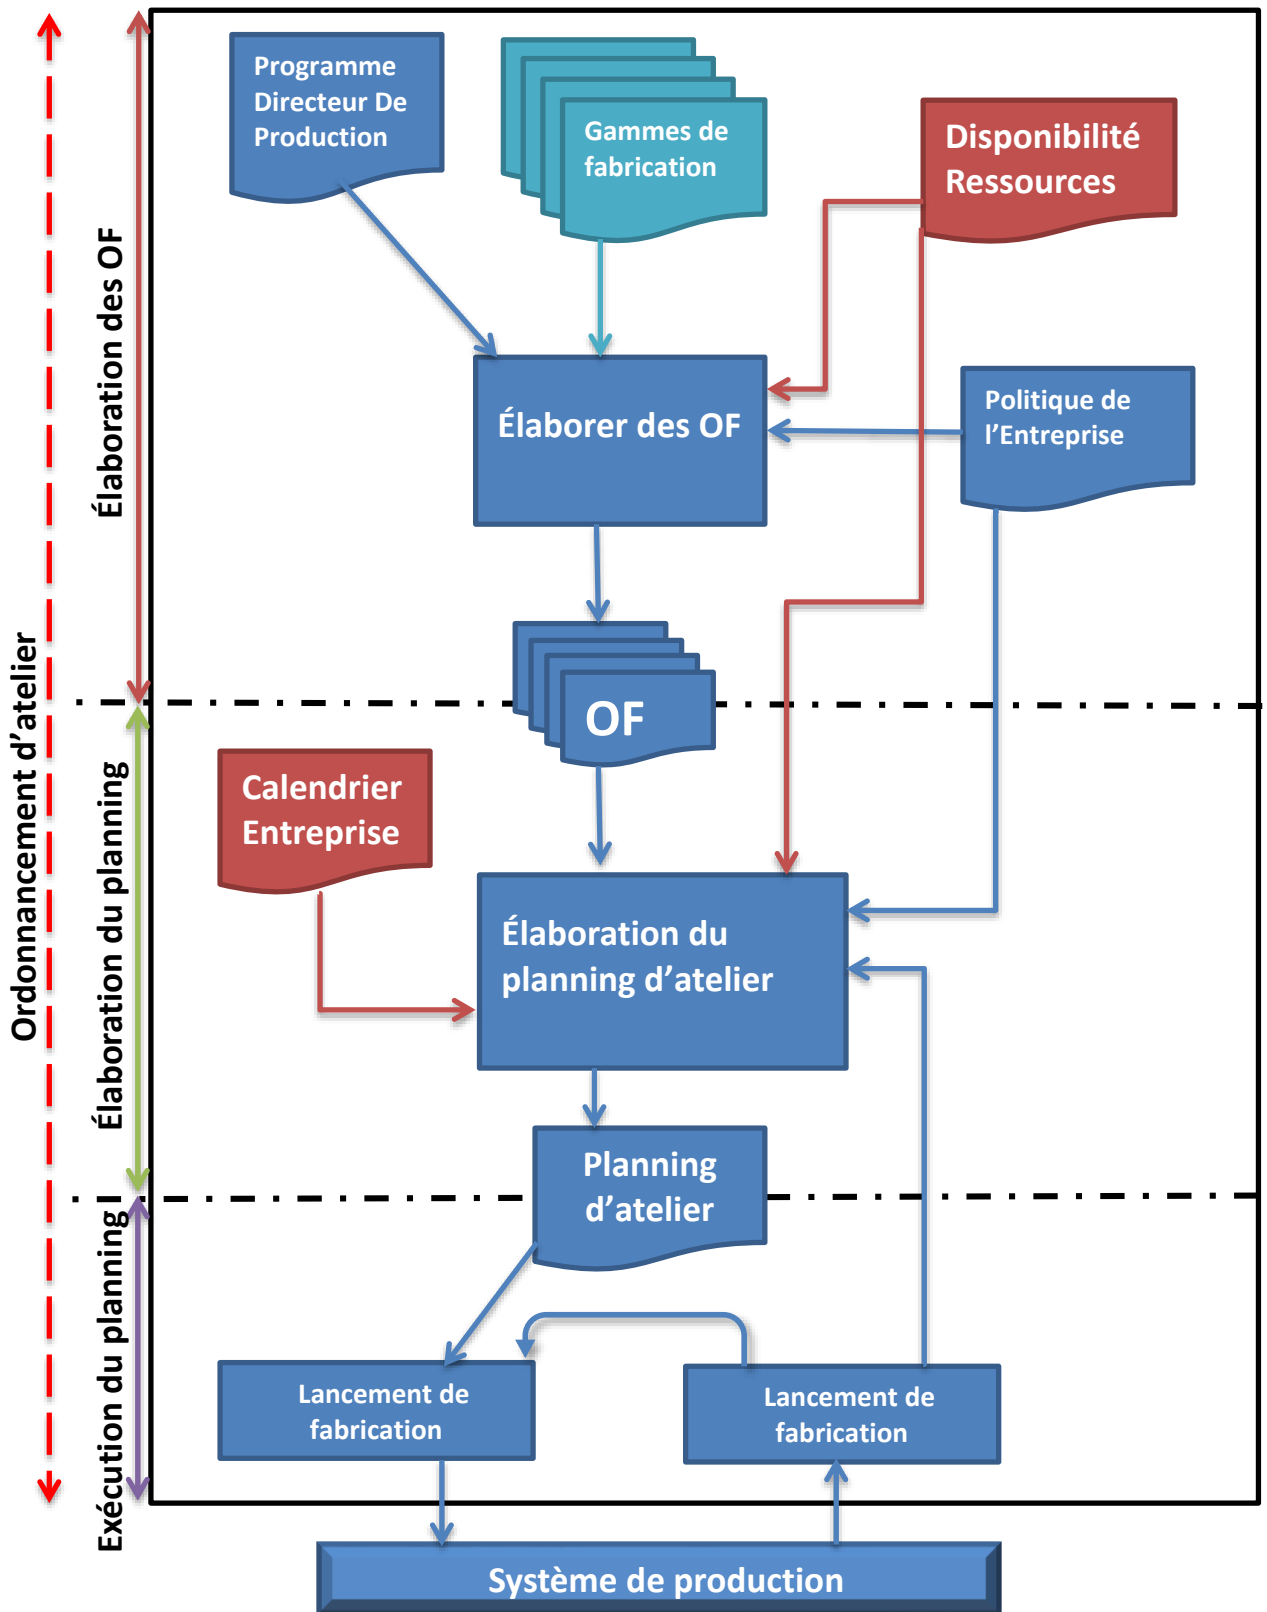 Programme
Directeur De
Production
Gammes de
fabrication
Disponibilité
Ressources
Élaborer des OF
Politique de
l’Entreprise
OF
Calendrier
Entreprise
Élaboration du
planning d’atelier
Planning
d’atelier
Lancement de
fabrication
Lancement de
fabrication
Système de production
Ordonnancement d’atelier
Élaboration des OF
Élaboration du planning
Exécution du planning